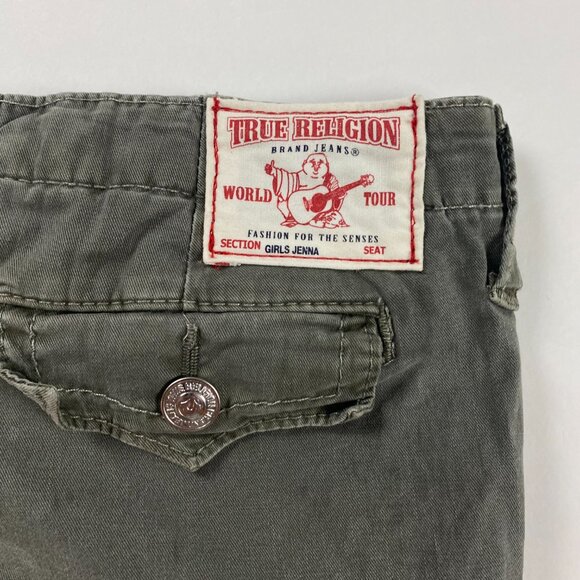 TRUE RELIGION
BRAND JEANS®
WORLD TOUR
FASHION FOR THE SENSES
SECTION GIRLS JENNA SEAT